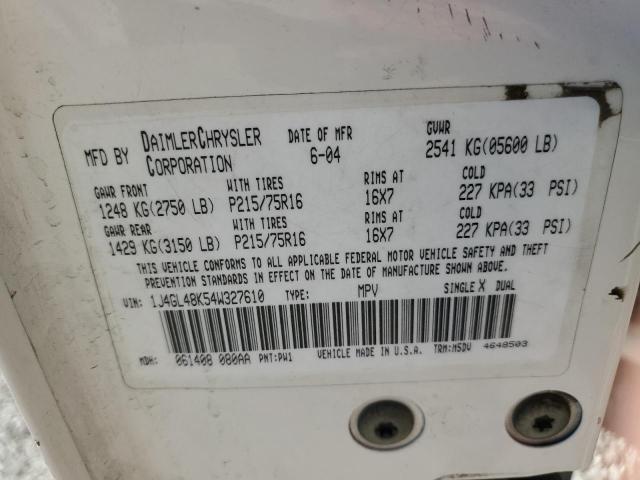 MFD BY DAIMLERCHRYSLER CORPORATION DATE OF MFR 6-04 GVWR 2541 KG(05600 LB)
GAWR FRONT WITH TIRES RIMS AT COLD
1248 KG(2750 LB) P215/75R16 16X7 227 KPA(33 PSI)
GAWR REAR WITH TIRES RIMS AT COLD
1429 KG(3150 LB) P215/75R16 16X7 227 KPA(33 PSI)
THIS VEHICLE CONFORMS TO ALL APPLICABLE FEDERAL MOTOR VEHICLE SAFETY AND THEFT
PREVENTION STANDARDS IN EFFECT ON THE DATE OF MANUFACTURE SHOWN ABOVE.
VIN: 1J4GL48K54W327610 TYPE: MPV SINGLE X DUAL
MDH: 061408 080AA PNT:PW1 VEHICLE MADE IN U.S.A. TRM:MSDV 4648503